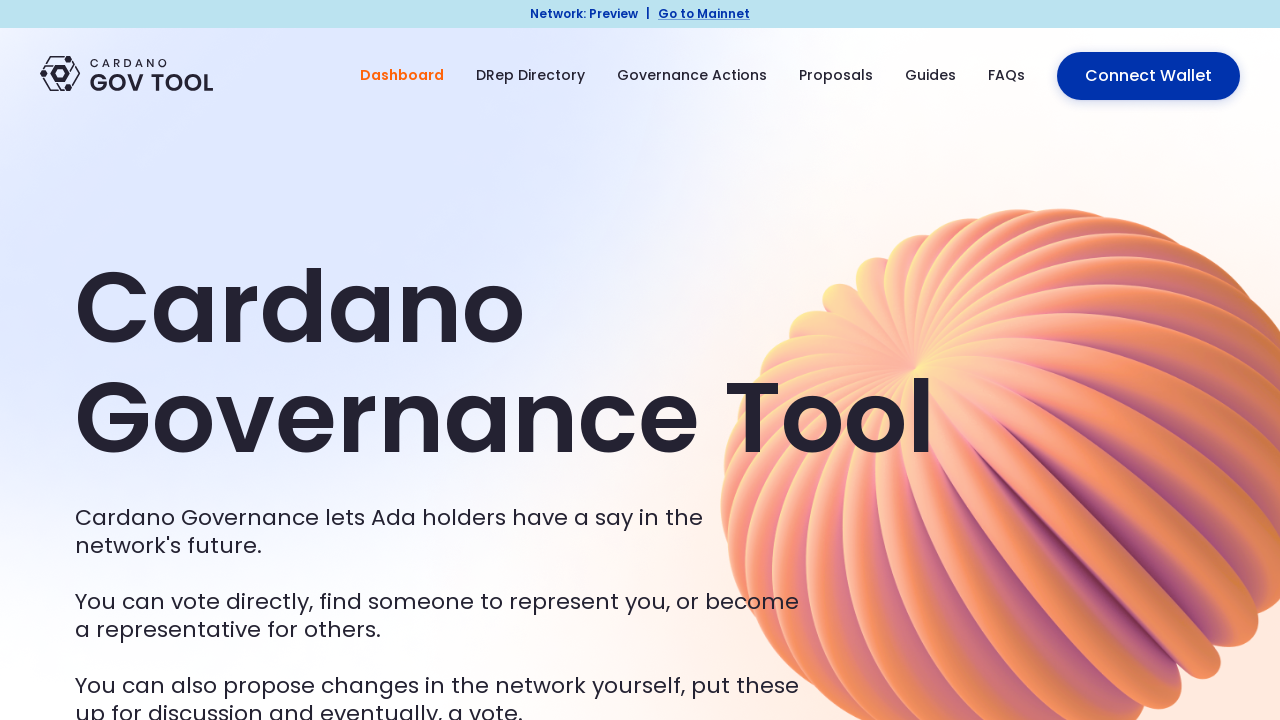 Network: Preview | Go to Mainnet
CARDANO
GOV TOOL
Dashboard
DRep Directory
Governance Actions
Proposals
Guides
FAQs
Connect Wallet
Cardano
Governance Tool
Cardano Governance lets Ada holders have a say in the
network's future.
You can vote directly, find someone to represent you, or become
a representative for others.
You can also propose changes in the network yourself, put these
up for discussion and eventually, a vote.